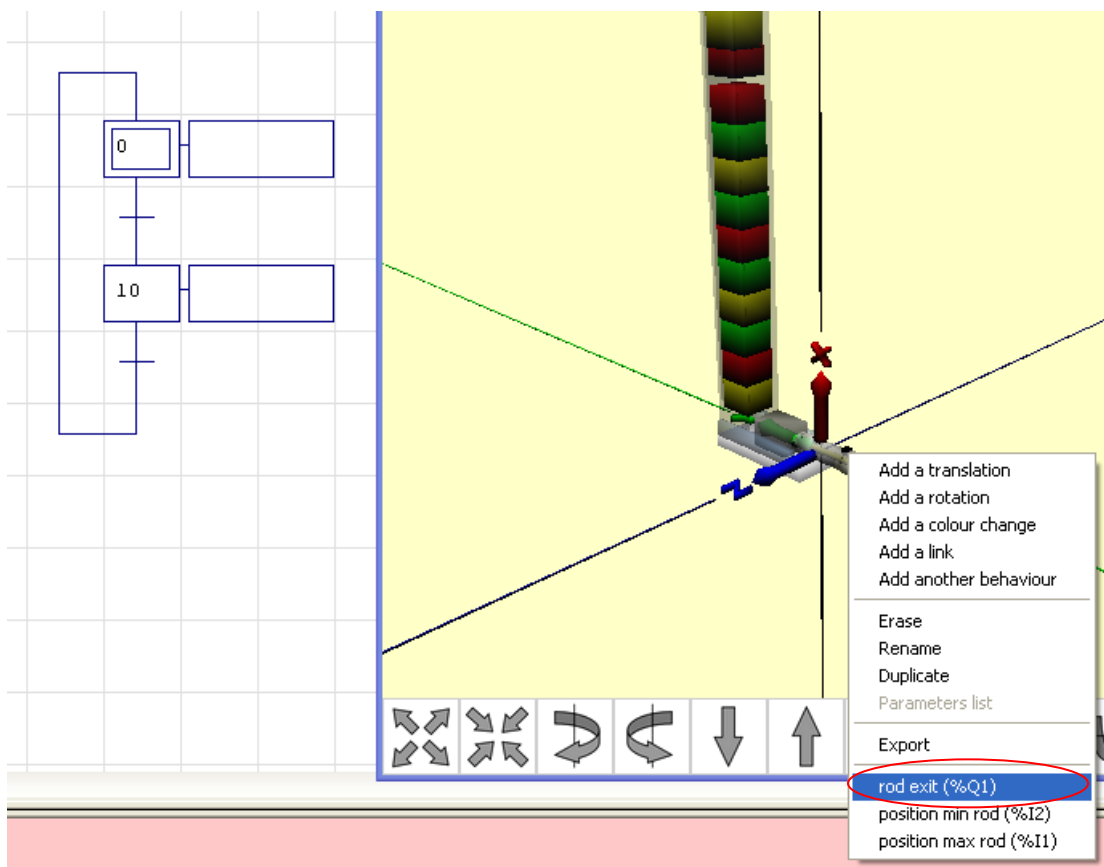 0
10
X
Z
Add a translation
Add a rotation
Add a colour change
Add a link
Add another behaviour
Erase
Rename
Duplicate
Parameters list
Export
rod exit (%Q1)
position min rod (%I2)
position max rod (%I1)